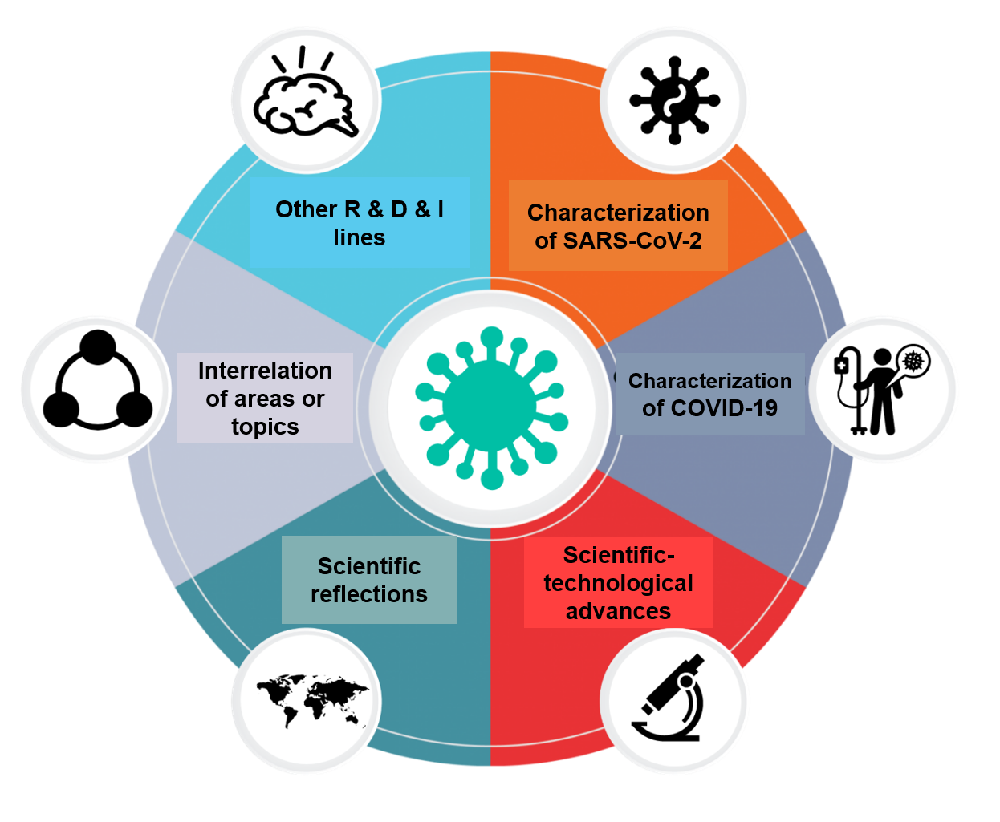 Other R & D & I
lines
Characterization
of SARS-CoV-2
Interrelation
of areas or
topics
Characterization
of COVID-19
Scientific
reflections
Scientific-
technological
advances